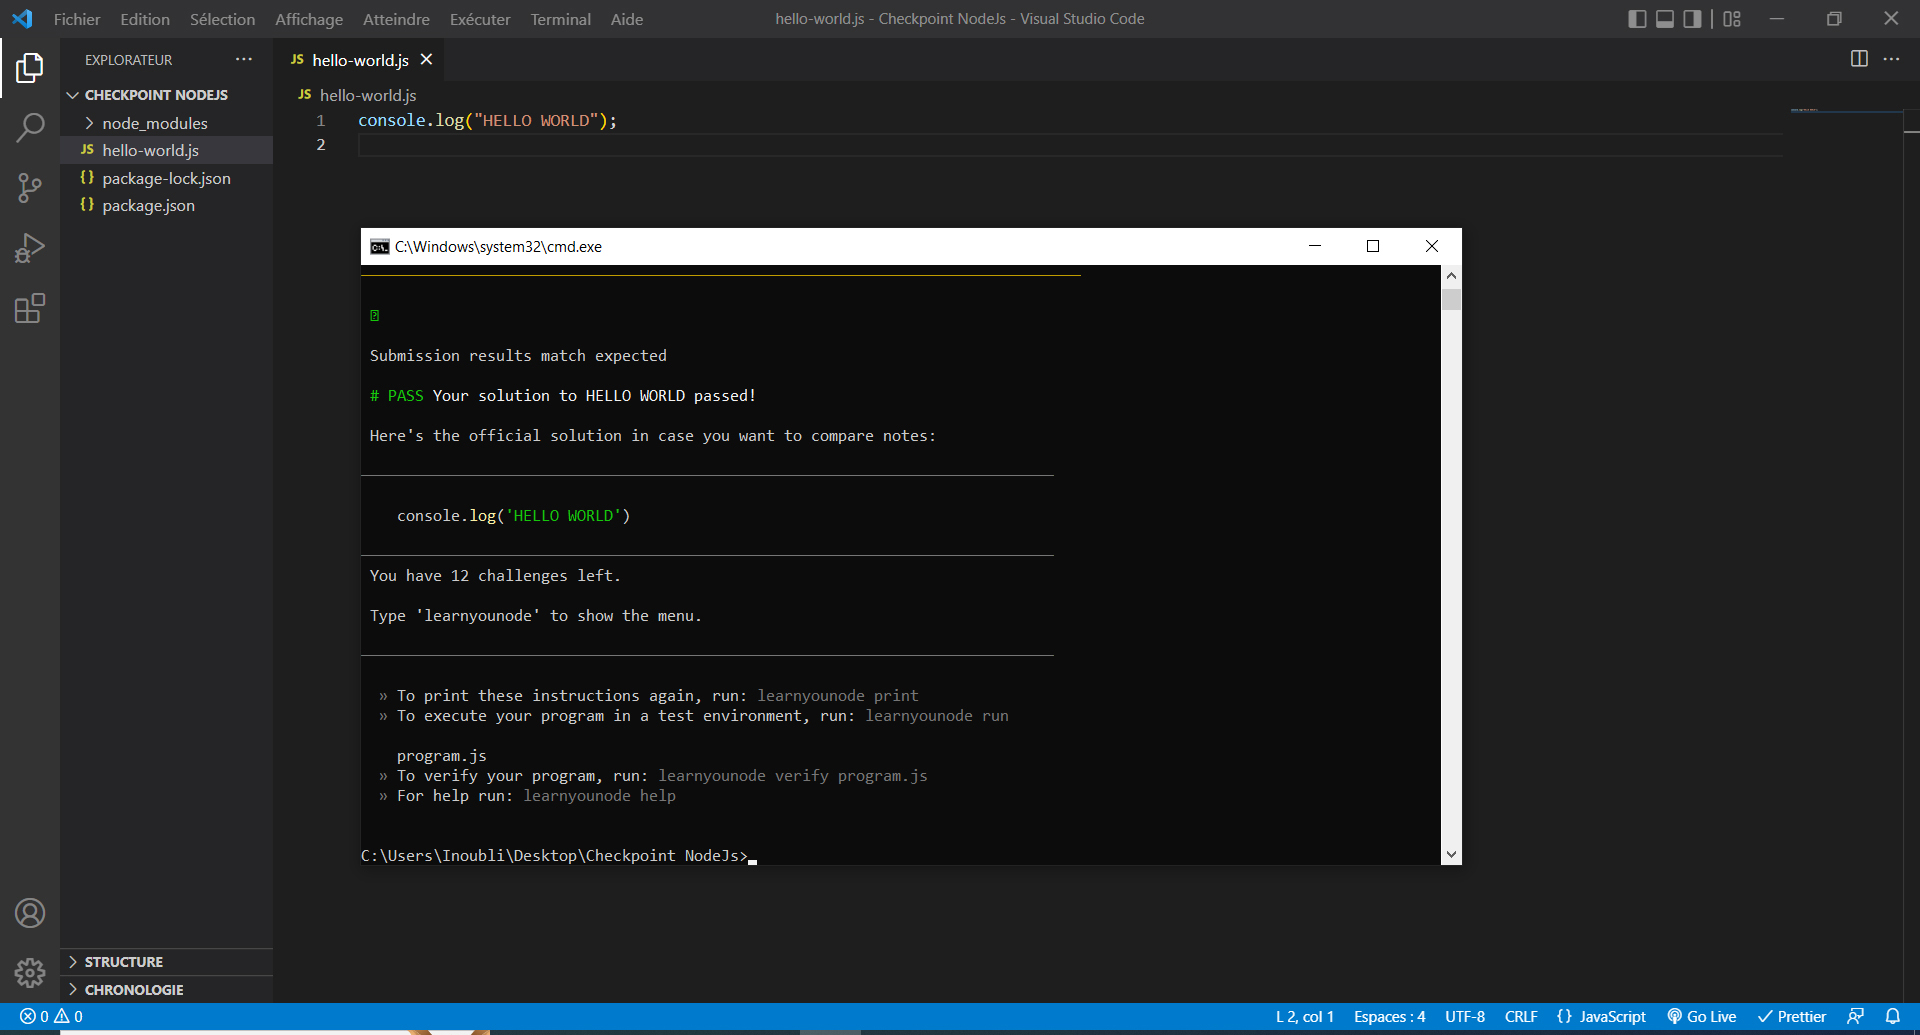 Fichier Edition Sélection Affichage Atteindre Exécuter Terminal Aide
hello-world.js - Checkpoint NodeJs - Visual Studio Code
EXPLORATEUR
CHECKPOINT NODEJS
node_modules
JS hello-world.js
{} package-lock.json
{} package.json
STRUCTURE
CHRONOLOGIE
JS hello-world.js
JS hello-world.js
1 console.log("HELLO WORLD");
2
C:\Windows\system32\cmd.exe
Submission results match expected
# PASS Your solution to HELLO WORLD passed!
Here's the official solution in case you want to compare notes:
console.log('HELLO WORLD')
You have 12 challenges left.
Type 'learnyounode' to show the menu.
» To print these instructions again, run: learnyounode print
» To execute your program in a test environment, run: learnyounode run
program.js
» To verify your program, run: learnyounode verify program.js
» For help run: learnyounode help
C:\Users\Inoubli\Desktop\Checkpoint NodeJs>
0 0
L 2, col 1 Espaces : 4 UTF-8 CRLF {} JavaScript Go Live Prettier